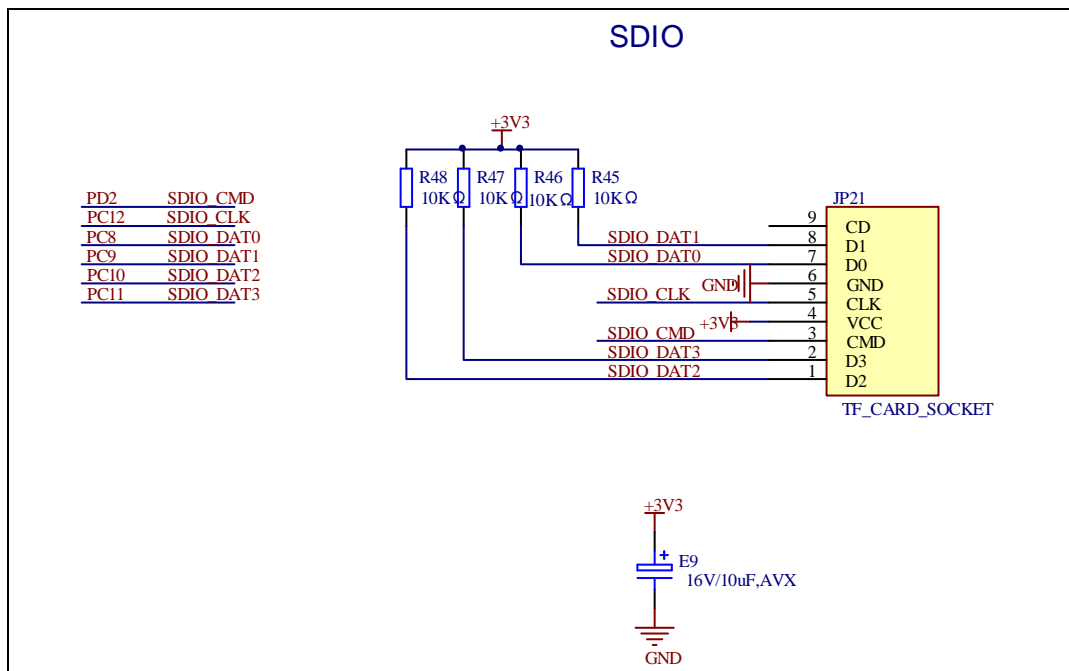 SDIO
+3V3
R48 R47 R46 R45
10KΩ 10KΩ 10KΩ 10KΩ
PD2 SDIO_CMD
PC12 SDIO_CLK
PC8 SDIO_DAT0
PC9 SDIO_DAT1
PC10 SDIO_DAT2
PC11 SDIO_DAT3
JP21
9 CD
SDIO_DAT1 8 D1
SDIO_DAT0 7 D0
GND 6 GND
SDIO_CLK 5 CLK
+3V3 4 VCC
SDIO_CMD 3 CMD
SDIO_DAT3 2 D3
SDIO_DAT2 1 D2
TF_CARD_SOCKET
+3V3
+
E9
16V/10uF,AVX
GND